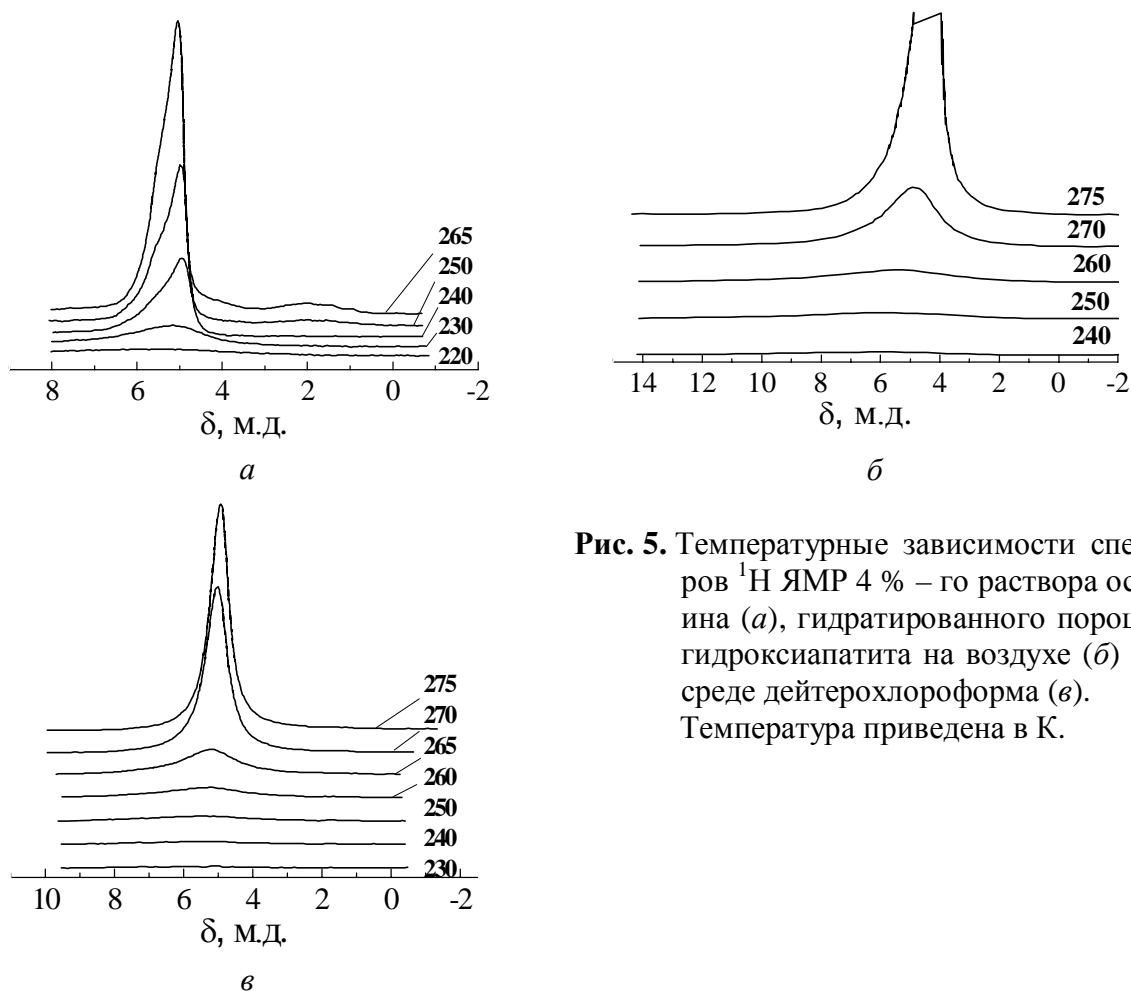 265
250
240
230
220
8 6 4 2 0 -2
δ, м.д.
а
275
270
260
250
240
14 12 10 8 6 4 2 0 -2
δ, м.д.
б
275
270
265
260
250
240
230
10 8 6 4 2 0 -2
δ, м.д.
в
Рис. 5. Температурные зависимости спе
ров ¹Н ЯМР 4 % – го раствора ос
ина (а), гидратированного порош
гидроксиапатита на воздухе (б)
среде дейтерохлороформа (в).
Температура приведена в К.